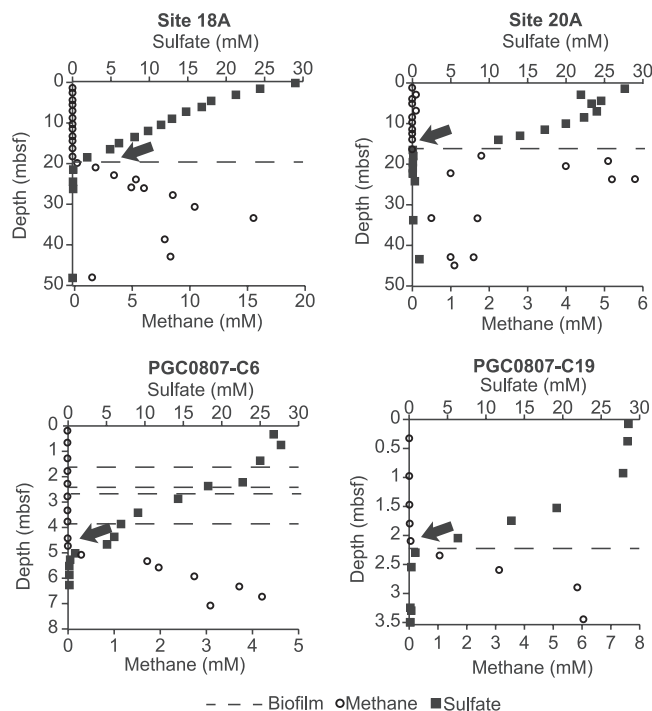 Site 18A
Sulfate (mM)
0 5 10 15 20 25 30
Depth (mbsf)
0
10
20
30
40
50
0 5 10 15 20
Methane (mM)
Site 20A
Sulfate (mM)
0 5 10 15 20 25 30
Depth (mbsf)
0
10
20
30
40
50
0 1 2 3 4 5 6
Methane (mM)
PGC0807-C6
Sulfate (mM)
0 5 10 15 20 25 30
Depth (mbsf)
0
1
2
3
4
5
6
7
8
0 1 2 3 4 5
Methane (mM)
PGC0807-C19
Sulfate (mM)
0 5 10 15 20 25 30
Depth (mbsf)
0
0.5
1
1.5
2
2.5
3
3.5
0 1 2 3 4 5 6 7 8
Methane (mM)
Biofilm Methane Sulfate